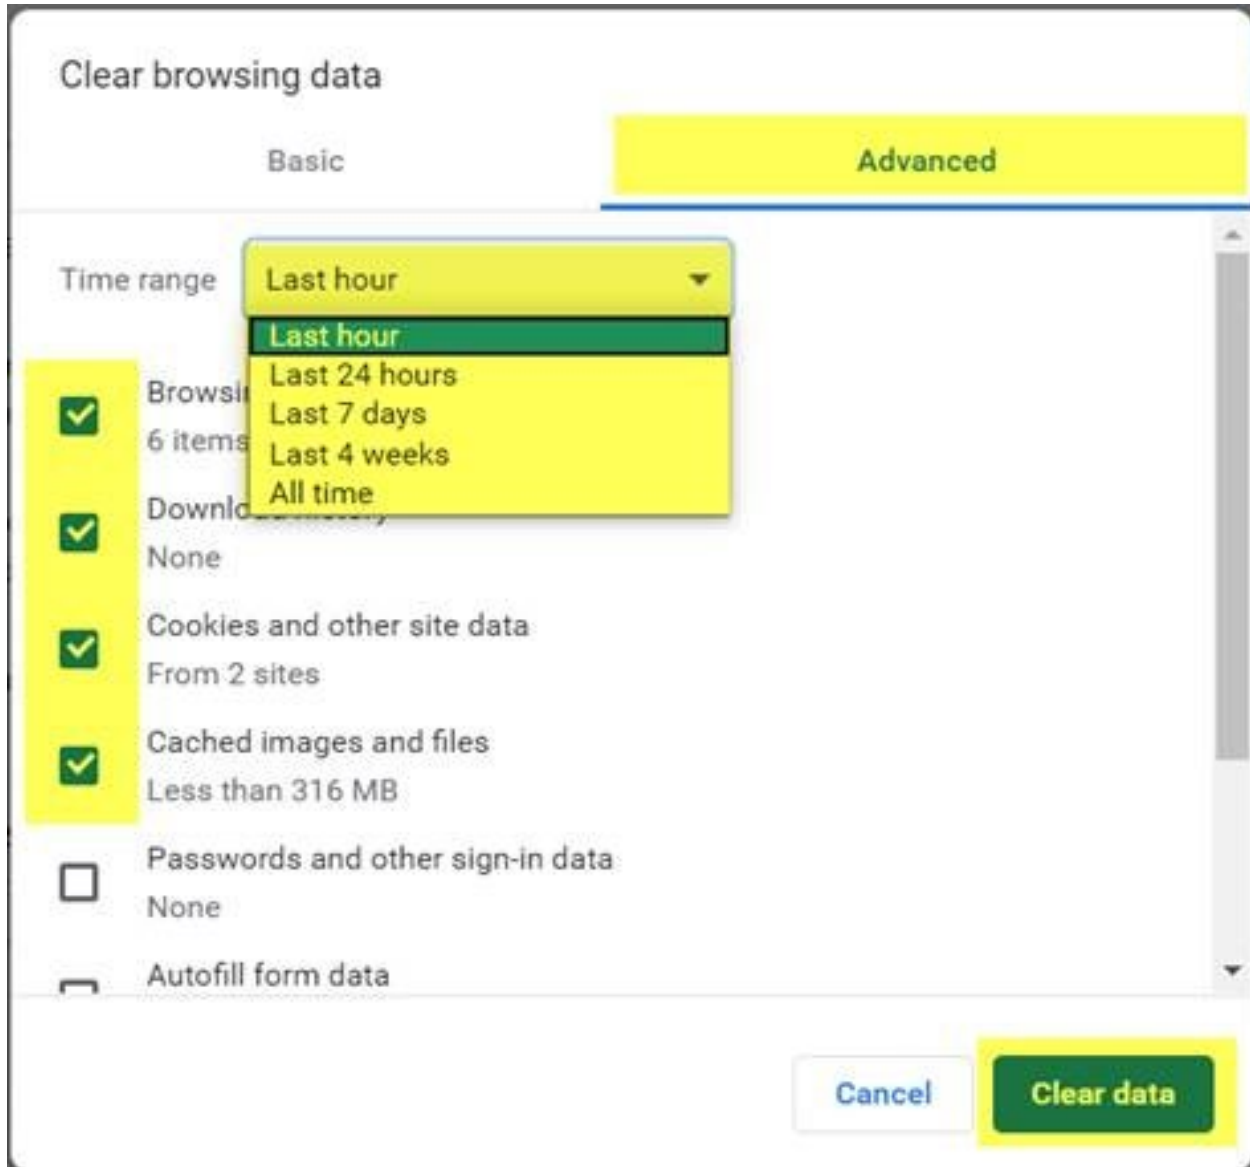 Clear browsing data
Basic
Advanced
Time range
Last hour
Last hour
Last 24 hours
Last 7 days
Last 4 weeks
All time
6 items
None
Cookies and other site data
From 2 sites
Cached images and files
Less than 316 MB
Passwords and other sign-in data
None
Autofill form data
Cancel
Clear data